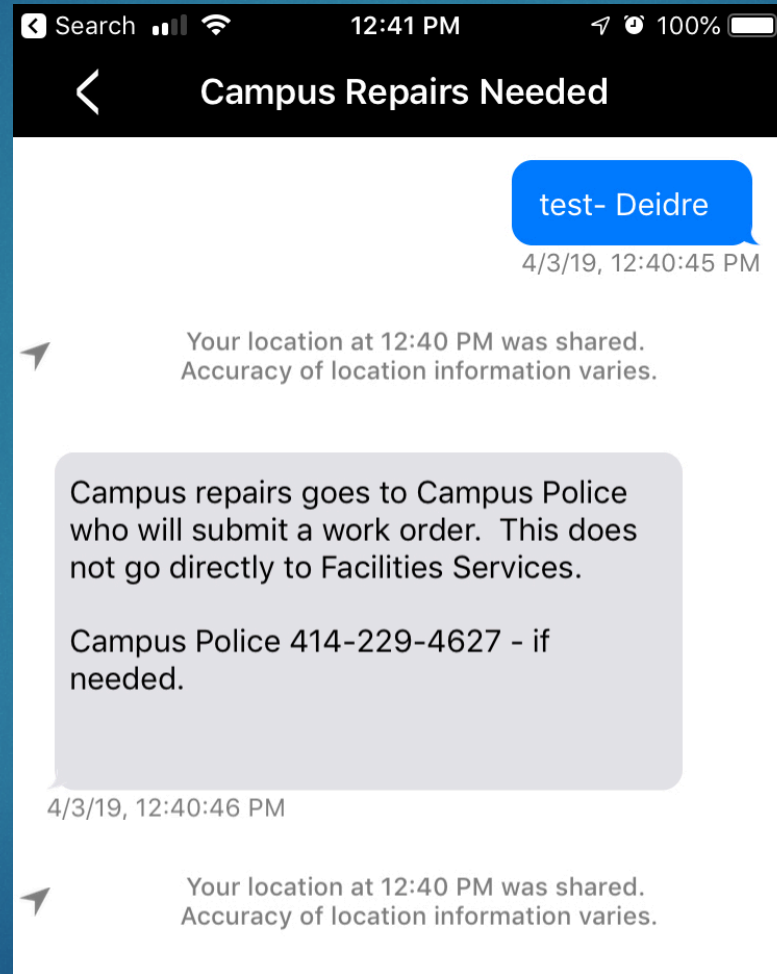 Search 12:41 PM 100%
Campus Repairs Needed
test- Deidre
4/3/19, 12:40:45 PM
Your location at 12:40 PM was shared.
Accuracy of location information varies.
Campus repairs goes to Campus Police
who will submit a work order.  This does
not go directly to Facilities Services.
Campus Police 414-229-4627 - if
needed.
4/3/19, 12:40:46 PM
Your location at 12:40 PM was shared.
Accuracy of location information varies.